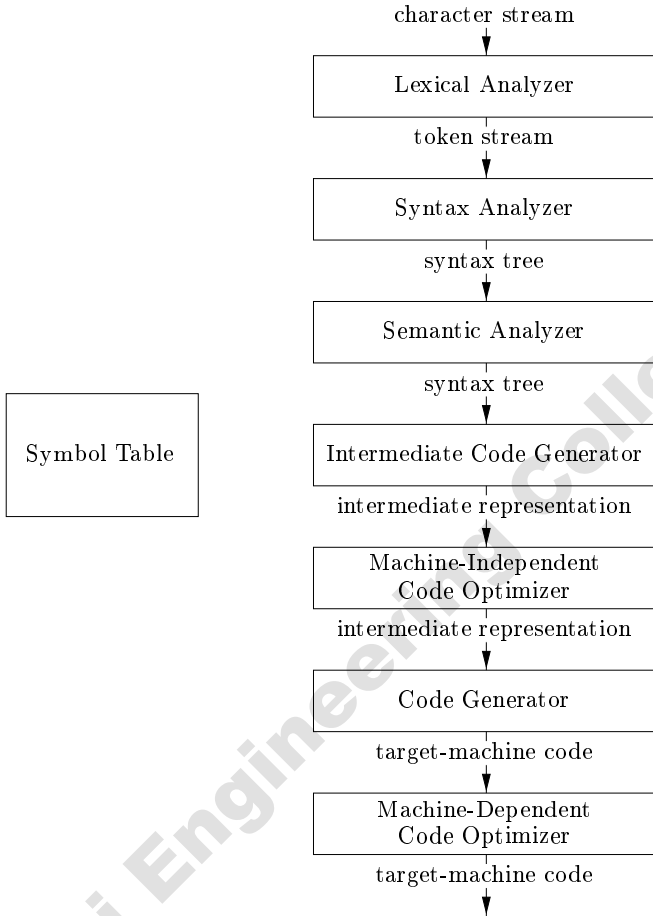 character stream
Lexical Analyzer
token stream
Syntax Analyzer
syntax tree
Semantic Analyzer
syntax tree
Symbol Table
Intermediate Code Generator
intermediate representation
Machine-Independent
Code Optimizer
intermediate representation
Code Generator
target-machine code
Machine-Dependent
Code Optimizer
target-machine code
Engineering